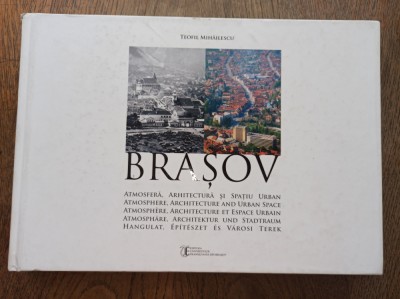 Teofil Mihăilescu
BRAȘOV
Atmosferă, Arhitectură și Spațiu Urban
Atmosphere, Architecture and Urban Space
Atmosphère, Architecture et Espace Urbain
Atmosphäre, Architektur und Stadtraum
Hangulat, Építészet és Városi Terek